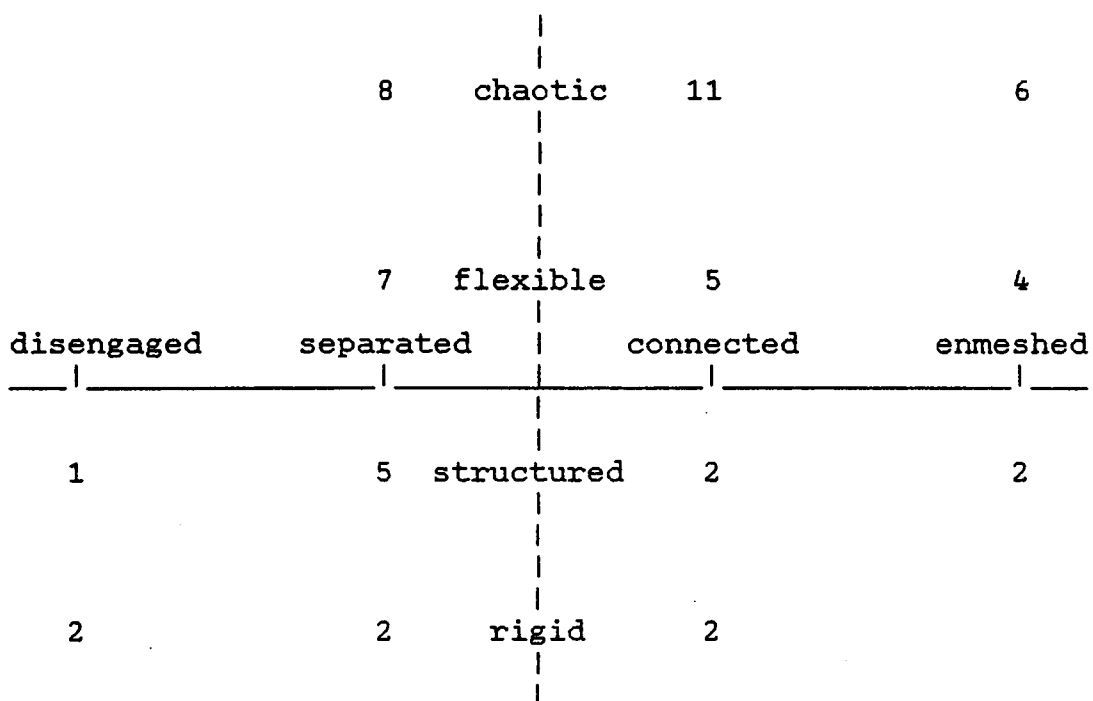 8 chaotic 11 6
7 flexible 5 4
disengaged separated connected enmeshed
1 5 structured 2 2
2 2 rigid 2